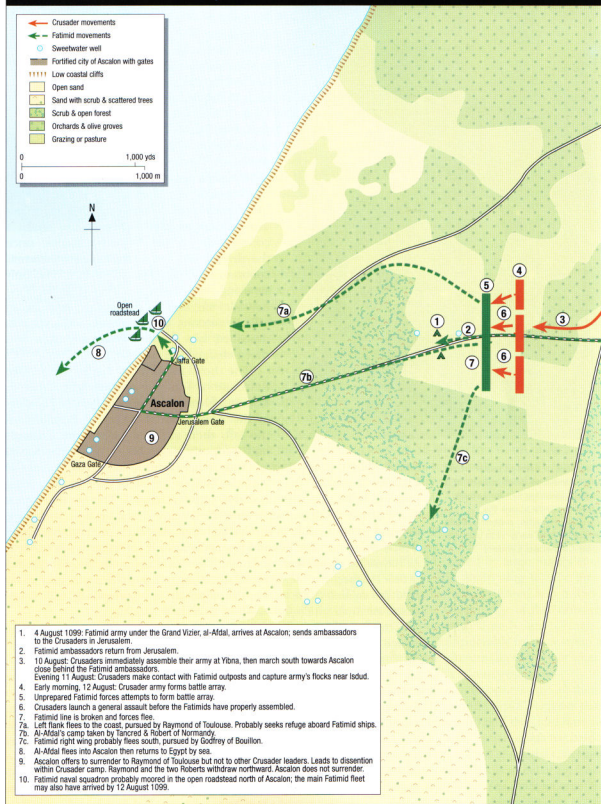 Crusader movements
Fatimid movements
Sweetwater well
Fortified city of Ascalon with gates
Low coastal cliffs
Open sand
Sand with scrub & scattered trees
Scrub & open forest
Orchards & olive groves
Grazing or pasture
0 1,000 yds
0 1,000 m
N
5
4
1
2
6
3
7a
Open
roadstead
10
8
7
6
7b
Jaffa Gate
Ascalon
Jerusalem Gate
9
Gaza Gate
7c
1. 4 August 1099: Fatimid army under the Grand Vizier, al-Afdal, arrives at Ascalon; sends ambassadors
to the Crusaders in Jerusalem.
2. Fatimid ambassadors return from Jerusalem.
3. 10 August: Crusaders immediately assemble their army at Yibna, then march south towards Ascalon
close behind the Fatimid ambassadors.
Evening 11 August: Crusaders make contact with Fatimid outposts and capture army's flocks near Isdud.
4. Early morning, 12 August: Crusader army forms battle array.
5. Unprepared Fatimid forces attempts to form battle array.
6. Crusaders launch a general assault before the Fatimids have properly assembled.
7. Fatimid line is broken and forces flee.
7a. Left flank flees to the coast, pursued by Raymond of Toulouse. Probably seeks refuge aboard Fatimid ships.
7b. Al-Afdal's camp taken by Tancred & Robert of Normandy.
7c. Fatimid right wing probably flees south, pursued by Godfrey of Bouillon.
8. Al-Afdal flees into Ascalon then returns to Egypt by sea.
9. Ascalon offers to surrender to Raymond of Toulouse but not to other Crusader leaders. Leads to dissention
within Crusader camp. Raymond and the two Roberts withdraw northward. Ascalon does not surrender.
10. Fatimid naval squadron probably moored in the open roadstead north of Ascalon; the main Fatimid fleet
may also have arrived by 12 August 1099.